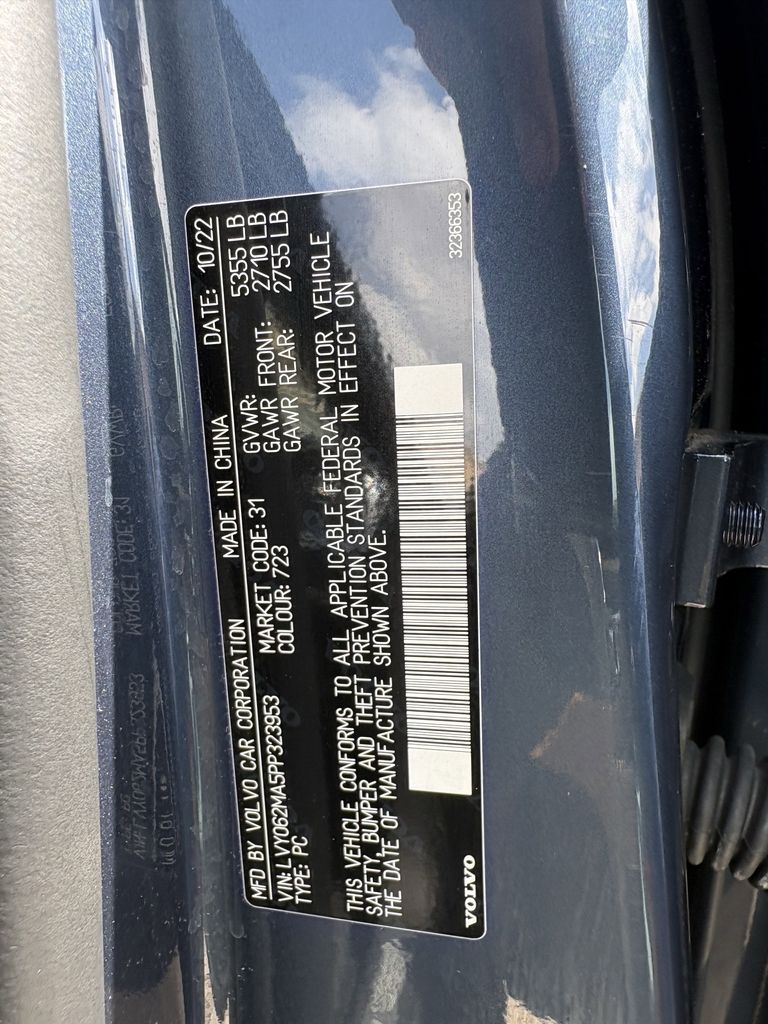 MFD BY VOLVO CAR CORPORATION MADE IN CHINA DATE: 10/22
VIN: LVY062MA5PP323953 MARKET CODE: 31 GVWR: 5355 LB
TYPE: PC COLOUR: 723 GAWR FRONT: 2710 LB
GAWR REAR: 2755 LB
THIS VEHICLE CONFORMS TO ALL APPLICABLE FEDERAL MOTOR VEHICLE
SAFETY, BUMPER AND THEFT PREVENTION STANDARDS IN EFFECT ON
THE DATE OF MANUFACTURE SHOWN ABOVE.
VOLVO 32366353